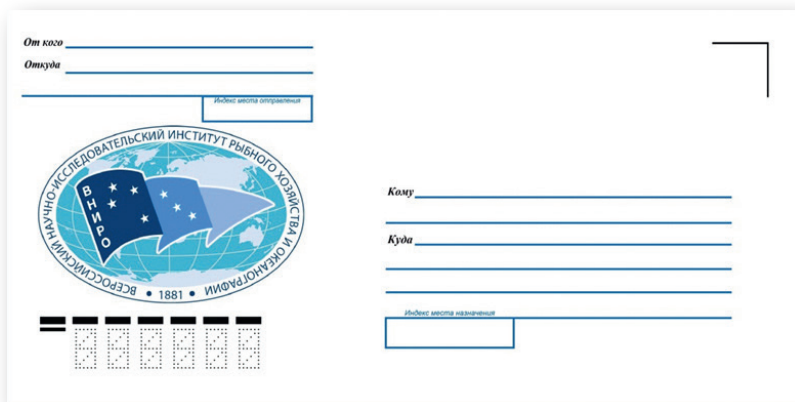 От кого
Откуда
Индекс места отправления
ВСЕРОССИЙСКИЙ НАУЧНО-ИССЛЕДОВАТЕЛЬСКИЙ ИНСТИТУТ РЫБНОГО ХОЗЯЙСТВА И ОКЕАНОГРАФИИ
ВНИРО
• 1881 •
Кому
Куда
Индекс места назначения